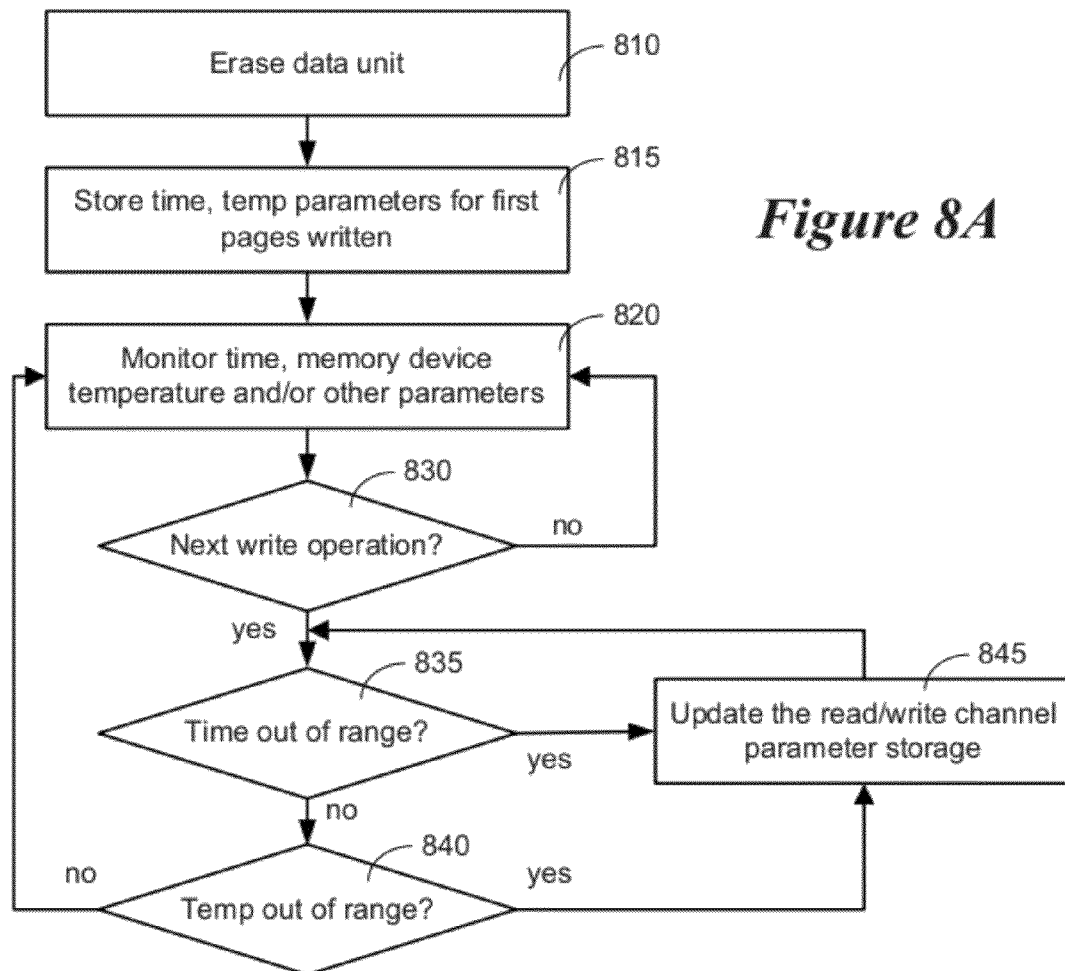 810
Erase data unit
815
Store time, temp parameters for first
pages written
Figure 8A
820
Monitor time, memory device
temperature and/or other parameters
830
Next write operation?
no
yes
835
845
Time out of range?
yes
Update the read/write channel
parameter storage
no
840
no
yes
Temp out of range?